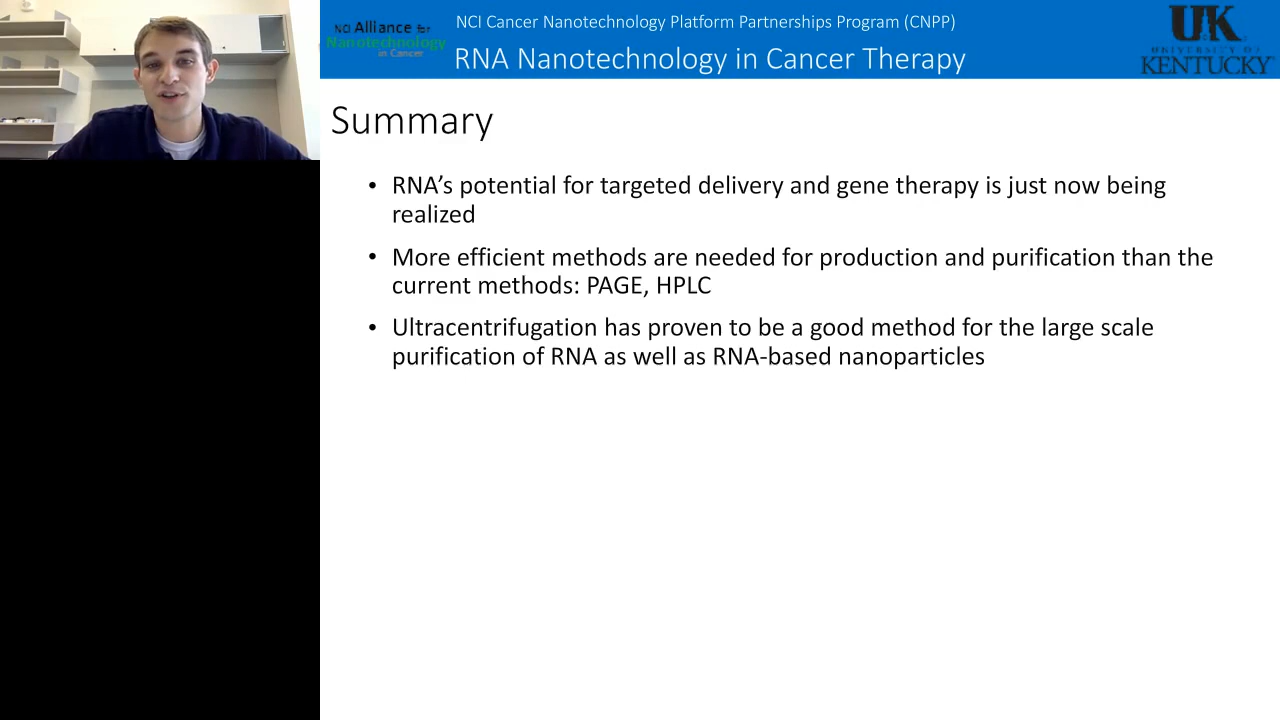 NCI Alliance for
Nanotechnology
in Cancer
NCI Cancer Nanotechnology Platform Partnerships Program (CNPP)
RNA Nanotechnology in Cancer Therapy
UK
UNIVERSITY OF
KENTUCKY
Summary
• RNA’s potential for targeted delivery and gene therapy is just now being
realized
• More efficient methods are needed for production and purification than the
current methods: PAGE, HPLC
• Ultracentrifugation has proven to be a good method for the large scale
purification of RNA as well as RNA-based nanoparticles